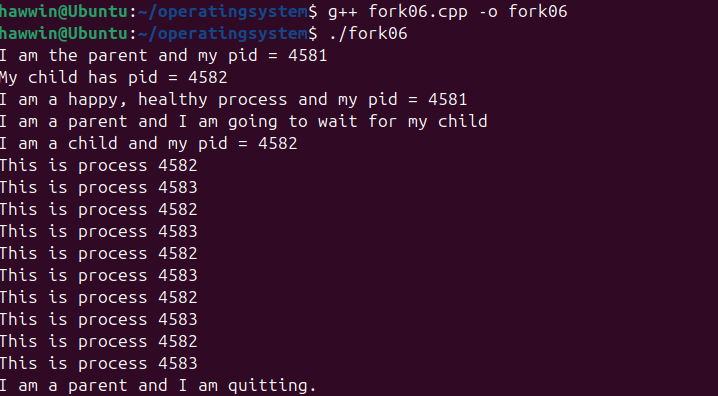 hawwin@Ubuntu:~/operatingsystem$ g++ fork06.cpp -o fork06
hawwin@Ubuntu:~/operatingsystem$ ./fork06
I am the parent and my pid = 4581
My child has pid = 4582
I am a happy, healthy process and my pid = 4581
I am a parent and I am going to wait for my child
I am a child and my pid = 4582
This is process 4582
This is process 4583
This is process 4582
This is process 4583
This is process 4582
This is process 4583
This is process 4582
This is process 4583
This is process 4582
This is process 4583
I am a parent and I am quitting.